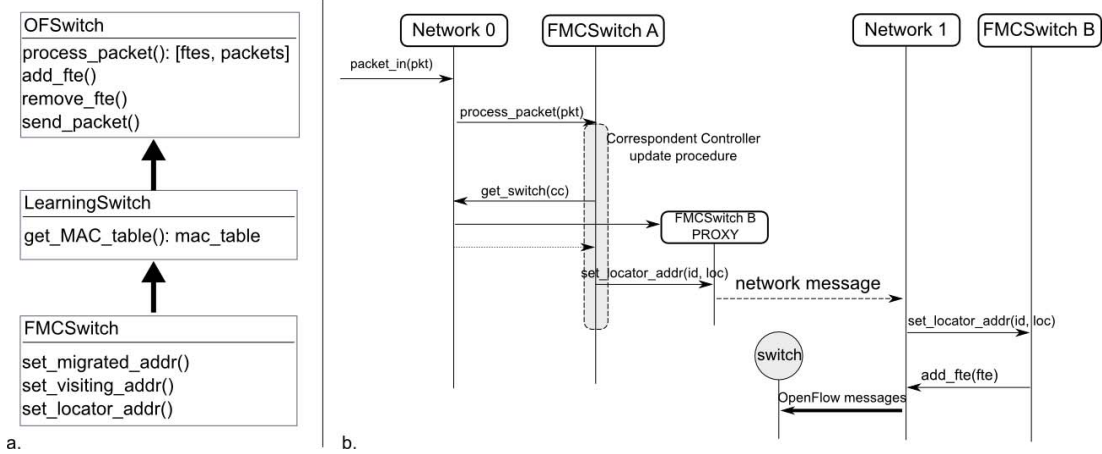 OFSwitch
process_packet(): [ftes, packets]
add_fte()
remove_fte()
send_packet()
LearningSwitch
get_MAC_table(): mac_table
FMCSwitch
set_migrated_addr()
set_visiting_addr()
set_locator_addr()
a.
Network 0
FMCSwitch A
Network 1
FMCSwitch B
packet_in(pkt)
process_packet(pkt)
Correspondent Controller
update procedure
get_switch(cc)
FMCSwitch B
PROXY
set_locator_addr(id, loc)
network message
set_locator_addr(id, loc)
switch
add_fte(fte)
OpenFlow messages
b.